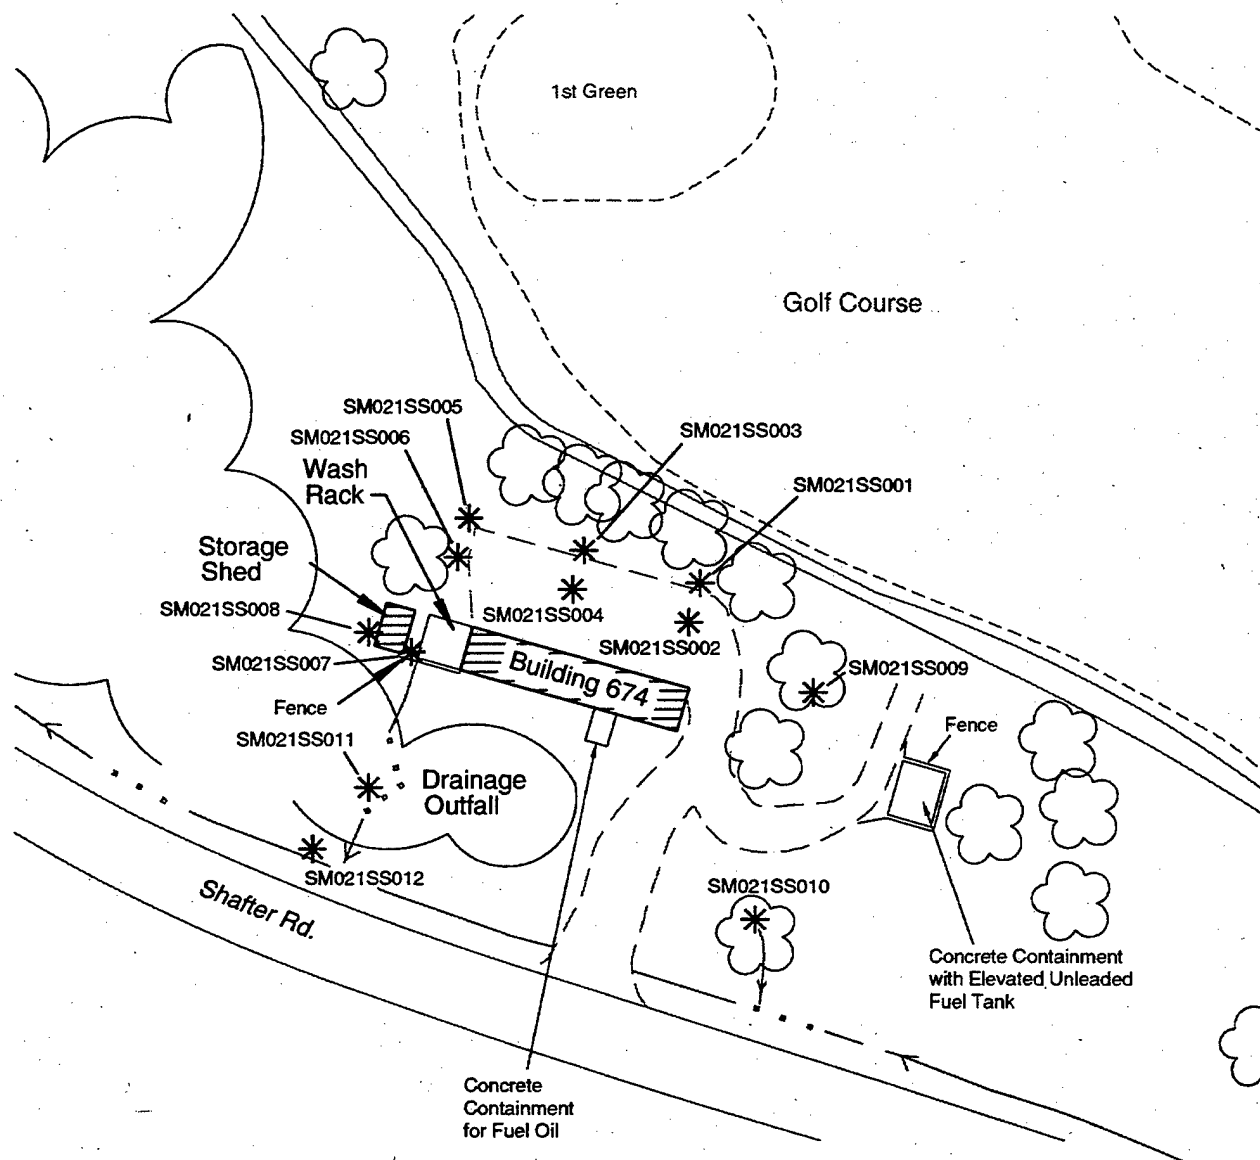 1st Green
Golf Course
SM021SS005
SM021SS003
SM021SS006
Wash
Rack
SM021SS001
Storage
Shed
SM021SS008
SM021SS004
SM021SS002
SM021SS007
Building 674
SM021SS009
Fence
Fence
SM021SS011
Drainage
Outfall
SM021SS012
SM021SS010
Shafter Rd.
Concrete Containment
with Elevated Unleaded
Fuel Tank
Concrete
Containment
for Fuel Oil